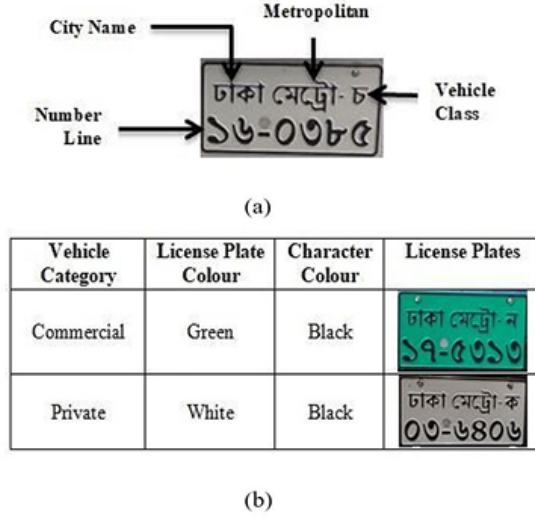 Metropolitan
City Name
ঢাকা মেট্রো- চ
Vehicle Class
Number Line
১৬-০৩৮৫
(a)
Vehicle Category License Plate Colour Character Colour License Plates
Commercial Green Black
ঢাকা মেট্রো- ন
১৭-৫৩১৩
Private White Black
ঢাকা মেট্রো-ক
০৩-৬৪০৬
(b)